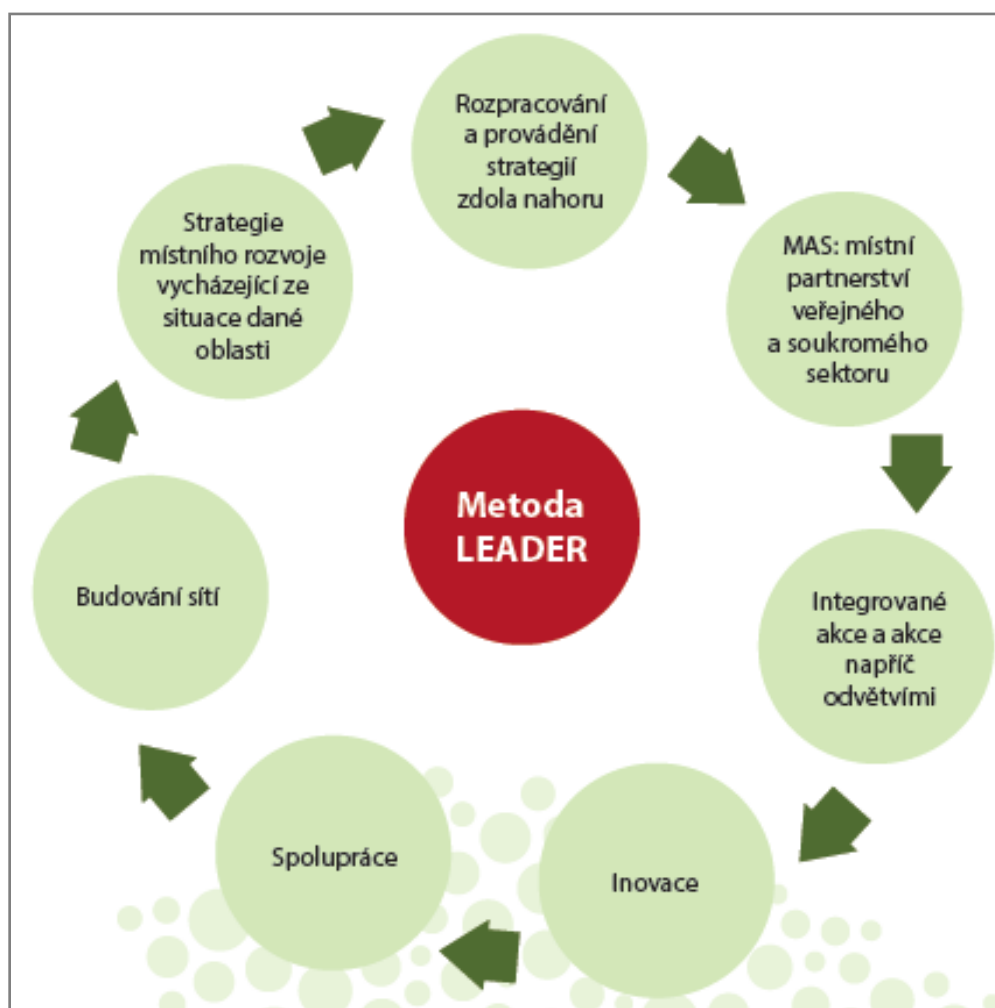 Rozpracování
a provádění
strategií
zdola nahoru
MAS: místní
partnerství
veřejného
a soukromého
sektoru
Integrované
akce a akce
napříč
odvětvími
Inovace
Spolupráce
Budování sítí
Strategie
místního rozvoje
vycházející ze
situace dané
oblasti
Metoda
LEADER